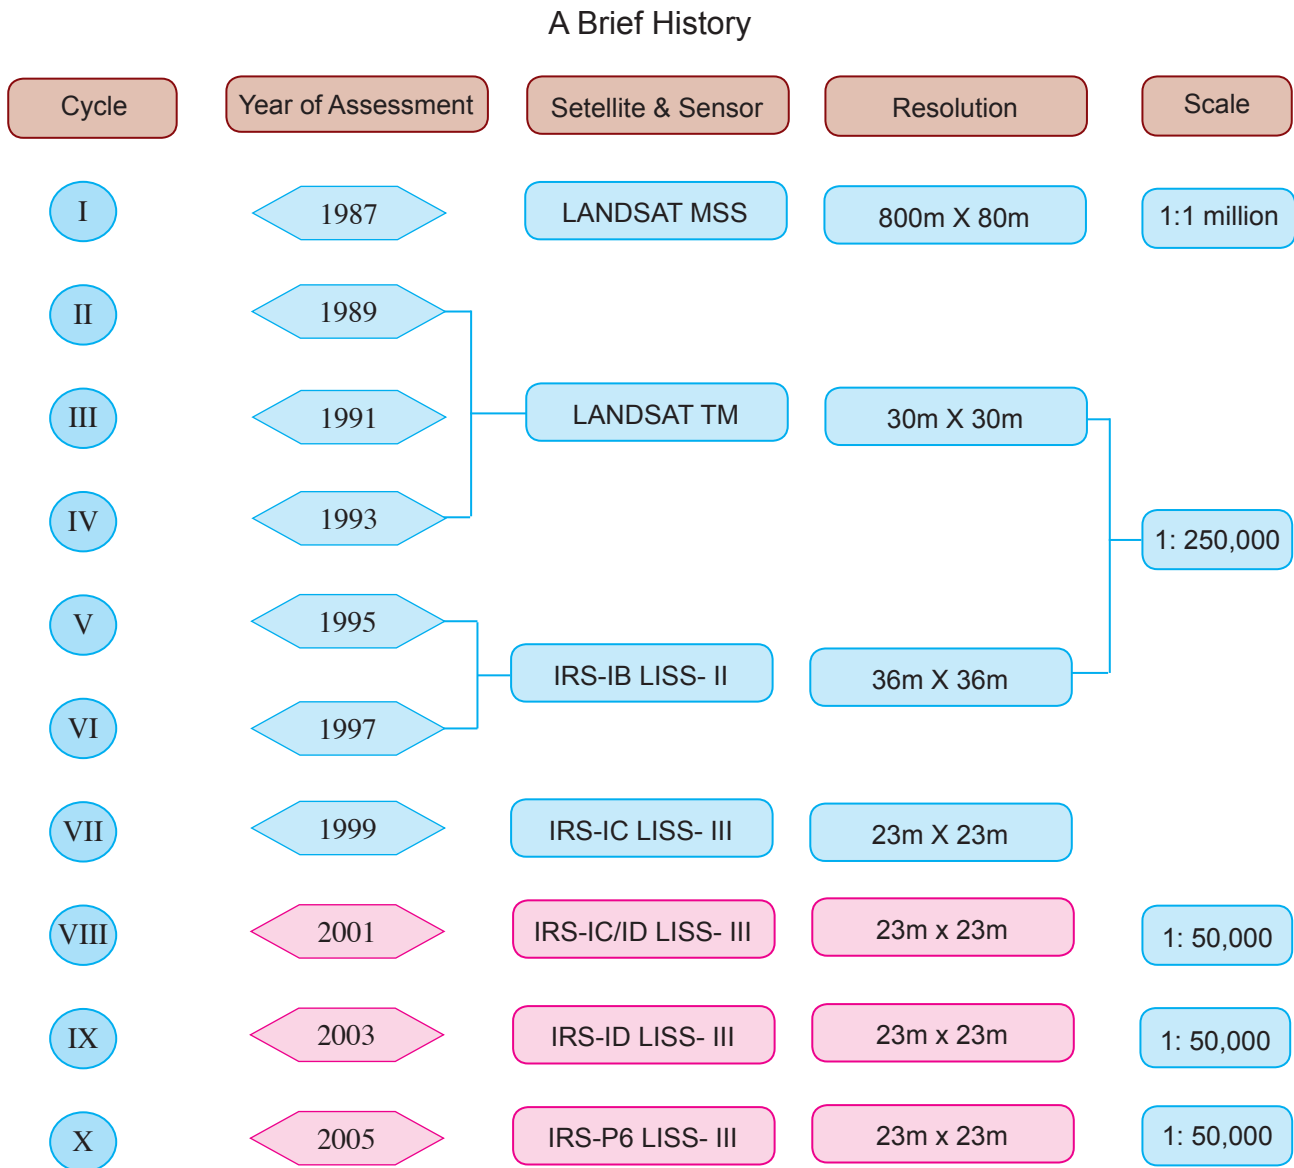 A Brief History
Cycle Year of Assessment Setellite & Sensor Resolution Scale
I 1987 LANDSAT MSS 800m X 80m 1:1 million
II 1989
III 1991 LANDSAT TM 30m X 30m
IV 1993
1: 250,000
V 1995
IRS-IB LISS- II 36m X 36m
VI 1997
VII 1999 IRS-IC LISS- III 23m X 23m
VIII 2001 IRS-IC/ID LISS- III 23m x 23m 1: 50,000
IX 2003 IRS-ID LISS- III 23m x 23m 1: 50,000
X 2005 IRS-P6 LISS- III 23m x 23m 1: 50,000